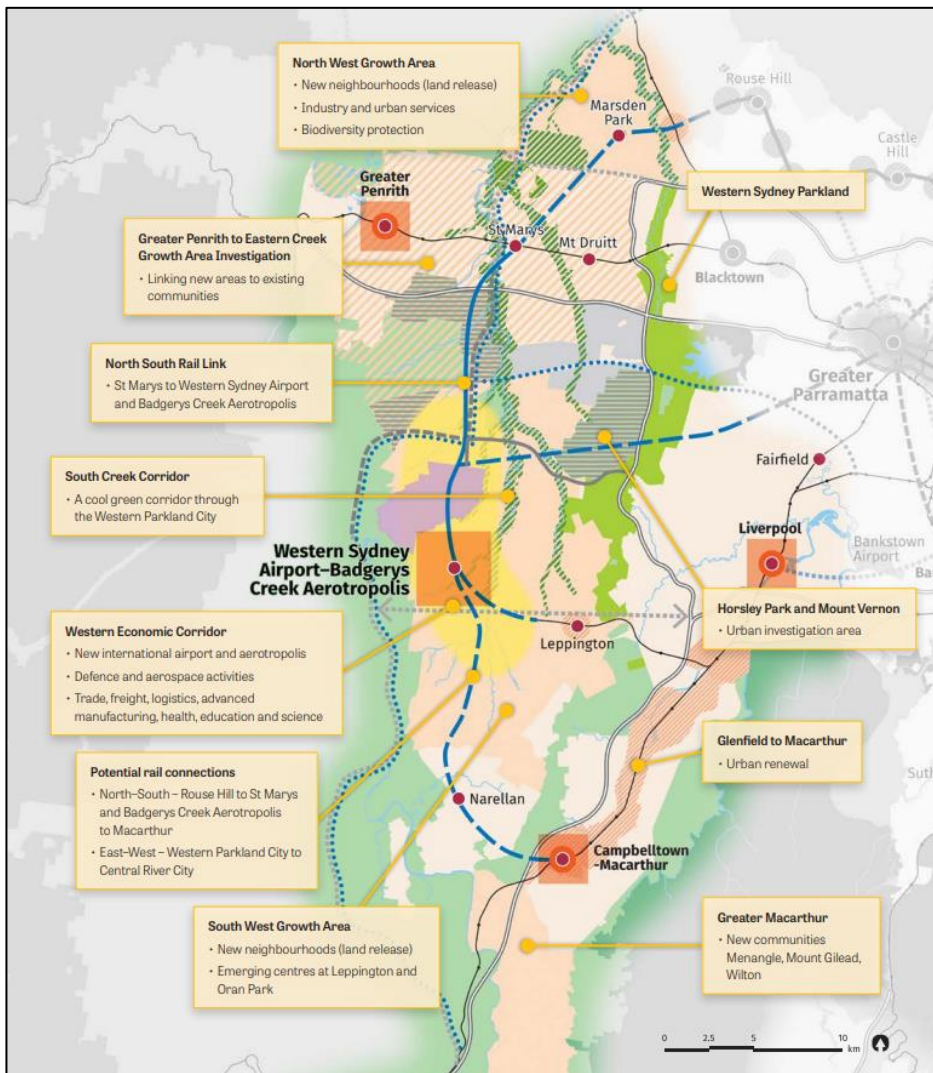 North West Growth Area
• New neighbourhoods (land release)
• Industry and urban services
• Biodiversity protection
Rouse Hill
Marsden
Park
Castle
Hill
Greater
Penrith
Western Sydney Parkland
St Marys
Mt Druitt
Blacktown
Greater Penrith to Eastern Creek
Growth Area Investigation
• Linking new areas to existing
communities
North South Rail Link
• St Marys to Western Sydney Airport
and Badgerys Creek Aerotropolis
Greater
Parramatta
Fairfield
South Creek Corridor
• A cool green corridor through
the Western Parkland City
Liverpool
Bankstown
Airport
Ba
Western Sydney
Airport–Badgerys
Creek Aerotropolis
Horsley Park and Mount Vernon
• Urban investigation area
Leppington
Western Economic Corridor
• New international airport and aerotropolis
• Defence and aerospace activities
• Trade, freight, logistics, advanced
manufacturing, health, education and science
Glenfield to Macarthur
• Urban renewal
Suth
Potential rail connections
• North–South – Rouse Hill to St Marys
and Badgerys Creek Aerotropolis
to Macarthur
• East–West – Western Parkland City to
Central River City
Narellan
Campbelltown
-Macarthur
South West Growth Area
• New neighbourhoods (land release)
• Emerging centres at Leppington and
Oran Park
Greater Macarthur
• New communities
Menangle, Mount Gilead,
Wilton
0 2.5 5 10
km